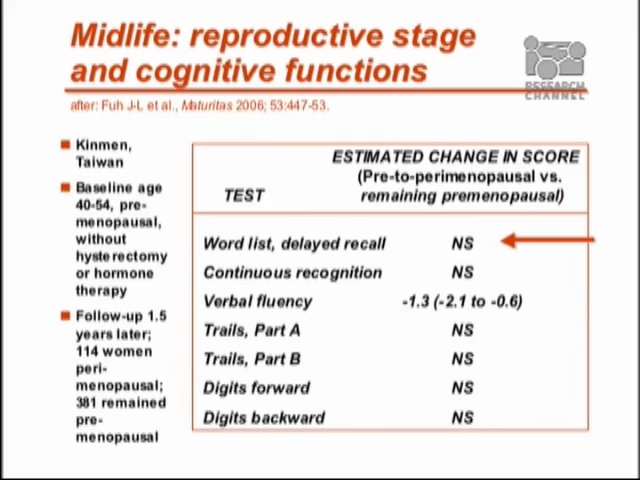 Midlife: reproductive stage
and cognitive functions
RESEARCH
CHANNEL
after: Fuh J-L et al., Maturitas 2006; 53:447-53.
Kinmen,
Taiwan
Baseline age
40-54, pre-
menopausal,
without
hysterectomy
or hormone
therapy
Follow-up 1.5
years later;
114 women
peri-
menopausal;
381 remained
pre-
menopausal
ESTIMATED CHANGE IN SCORE
(Pre-to-perimenopausal vs.
TEST remaining premenopausal)
Word list, delayed recall NS
Continuous recognition NS
Verbal fluency -1.3 (-2.1 to -0.6)
Trails, Part A NS
Trails, Part B NS
Digits forward NS
Digits backward NS